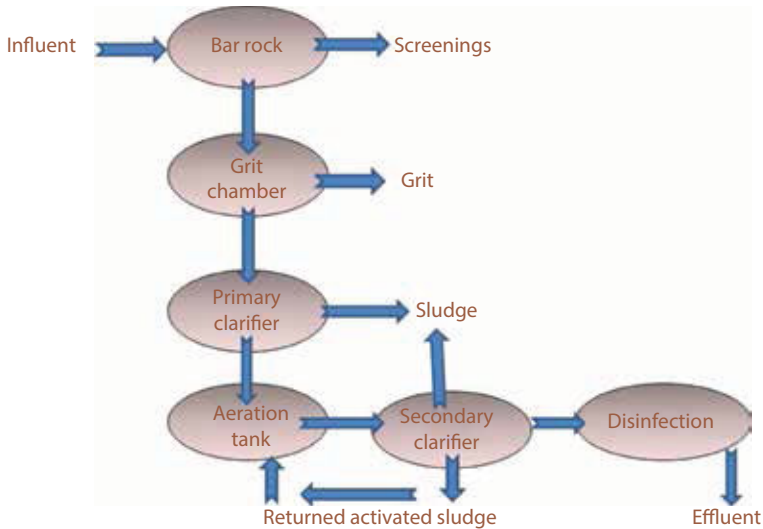 Influent
Bar rock
Screenings
Grit
chamber
Grit
Primary
clarifier
Sludge
Aeration
tank
Secondary
clarifier
Disinfection
Returned activated sludge
Effluent